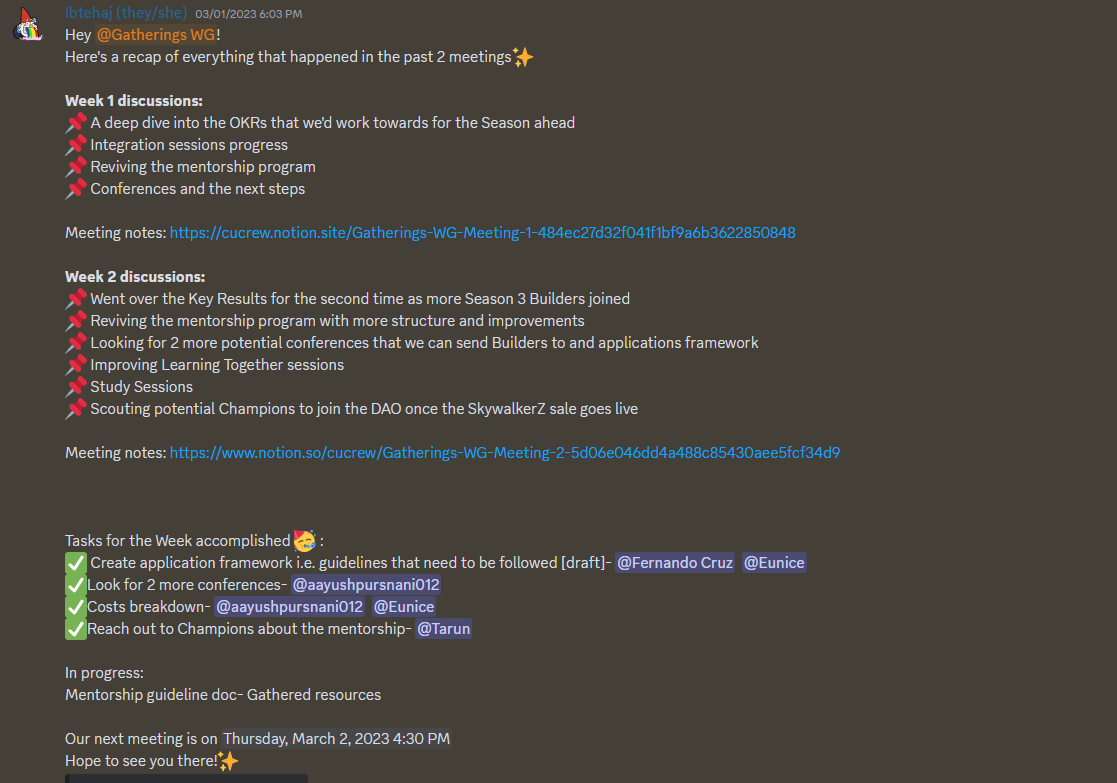 Ibtehaj (they/she) 03/01/2023 6:03 PM
Hey @Gatherings WG!
Here's a recap of everything that happened in the past 2 meetings✨
Week 1 discussions:
📌 A deep dive into the OKRs that we'd work towards for the Season ahead
📌 Integration sessions progress
📌 Reviving the mentorship program
📌 Conferences and the next steps
Meeting notes: https://cucrew.notion.site/Gatherings-WG-Meeting-1-484ec27d32f041f1bf9a6b3622850848
Week 2 discussions:
📌 Went over the Key Results for the second time as more Season 3 Builders joined
📌 Reviving the mentorship program with more structure and improvements
📌 Looking for 2 more potential conferences that we can send Builders to and applications framework
📌 Improving Learning Together sessions
📌 Study Sessions
📌 Scouting potential Champions to join the DAO once the SkywalkerZ sale goes live
Meeting notes: https://www.notion.so/cucrew/Gatherings-WG-Meeting-2-5d06e046dd4a488c85430aee5fcf34d9
Tasks for the Week accomplished 🥳 :
✅ Create application framework i.e. guidelines that need to be followed [draft]- @Fernando Cruz @Eunice
✅Look for 2 more conferences- @aayushpursnani012
✅Costs breakdown- @aayushpursnani012 @Eunice
✅Reach out to Champions about the mentorship- @Tarun
In progress:
Mentorship guideline doc- Gathered resources
Our next meeting is on Thursday, March 2, 2023 4:30 PM
Hope to see you there!✨